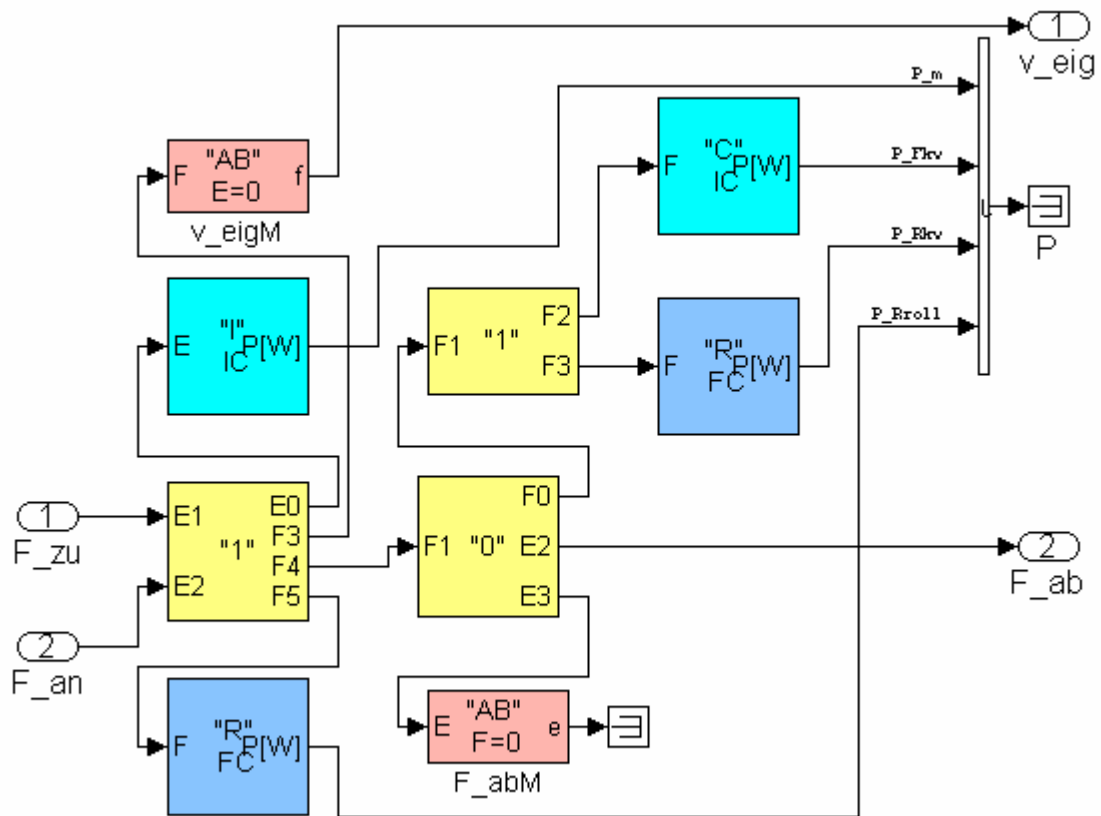 1
v_eig
P_m
F "AB" f
E=0
v_eigM
F "C" P[W]
IC
P_Fkv
P
P_Rkv
E "I" P[W]
IC
F1 "1" F2
F3
F "R" P[W]
FC
P_Rroll
1
F_zu
E1 "1" E0
F3
F4
E2 F5
F1 "0" F0
E2
E3
2
F_ab
2
F_an
F "R" P[W]
FC
E "AB" e
F=0
F_abM